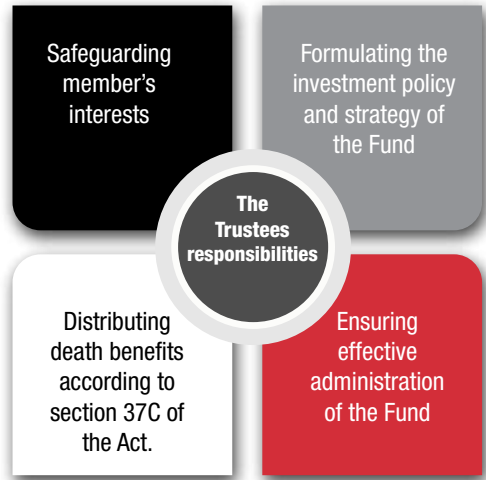 Safeguarding
member's
interests
Formulating the
investment policy
and strategy of
the Fund
The
Trustees
responsibilities
Distributing
death benefits
according to
section 37C of
the Act.
Ensuring
effective
administration
of the Fund